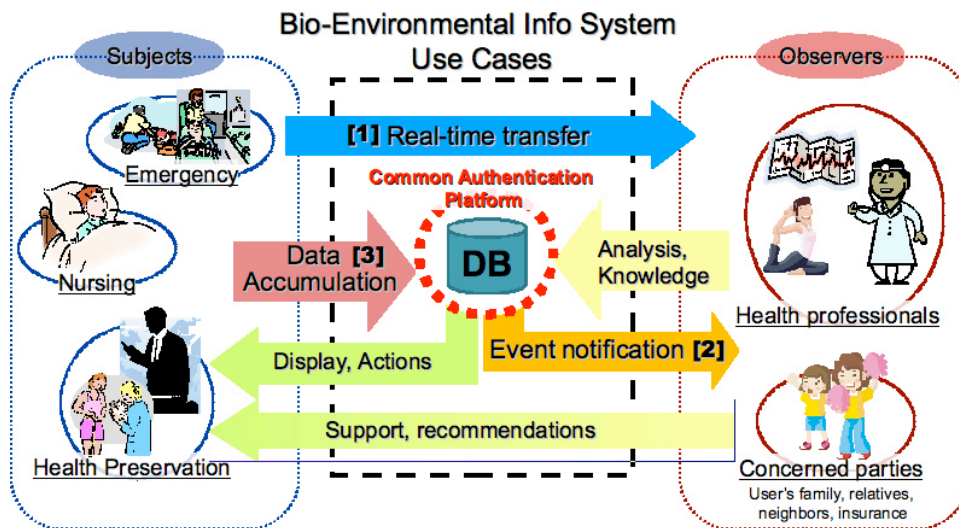 Bio-Environmental Info System
Use Cases
Subjects
Observers
[1] Real-time transfer
Emergency
Common Authentication
Platform
DB
Data [3]
Accumulation
Analysis,
Knowledge
Nursing
Health professionals
Event notification [2]
Display, Actions
Support, recommendations
Health Preservation
Concerned parties
User's family, relatives,
neighbors, insurance